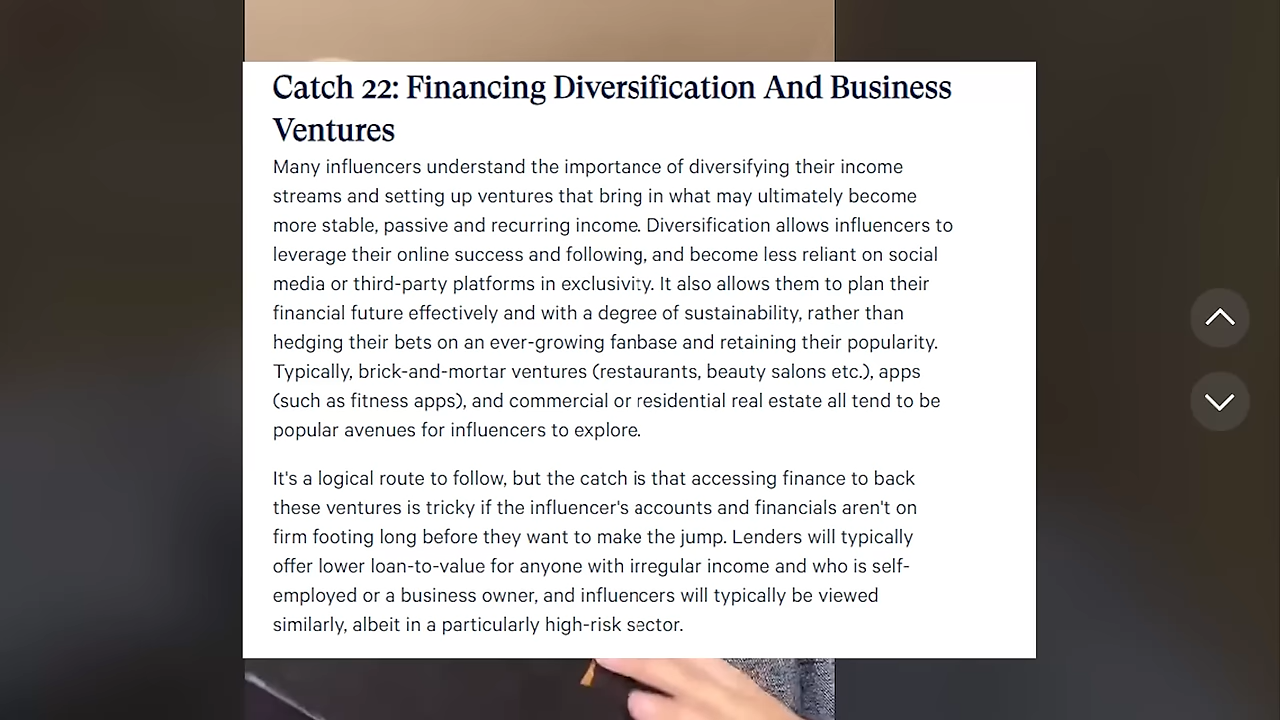 Catch 22: Financing Diversification And Business
Ventures
Many influencers understand the importance of diversifying their income
streams and setting up ventures that bring in what may ultimately become
more stable, passive and recurring income. Diversification allows influencers to
leverage their online success and following, and become less reliant on social
media or third-party platforms in exclusivity. It also allows them to plan their
financial future effectively and with a degree of sustainability, rather than
hedging their bets on an ever-growing fanbase and retaining their popularity.
Typically, brick-and-mortar ventures (restaurants, beauty salons etc.), apps
(such as fitness apps), and commercial or residential real estate all tend to be
popular avenues for influencers to explore.
It's a logical route to follow, but the catch is that accessing finance to back
these ventures is tricky if the influencer's accounts and financials aren't on
firm footing long before they want to make the jump. Lenders will typically
offer lower loan-to-value for anyone with irregular income and who is self-
employed or a business owner, and influencers will typically be viewed
similarly, albeit in a particularly high-risk sector.